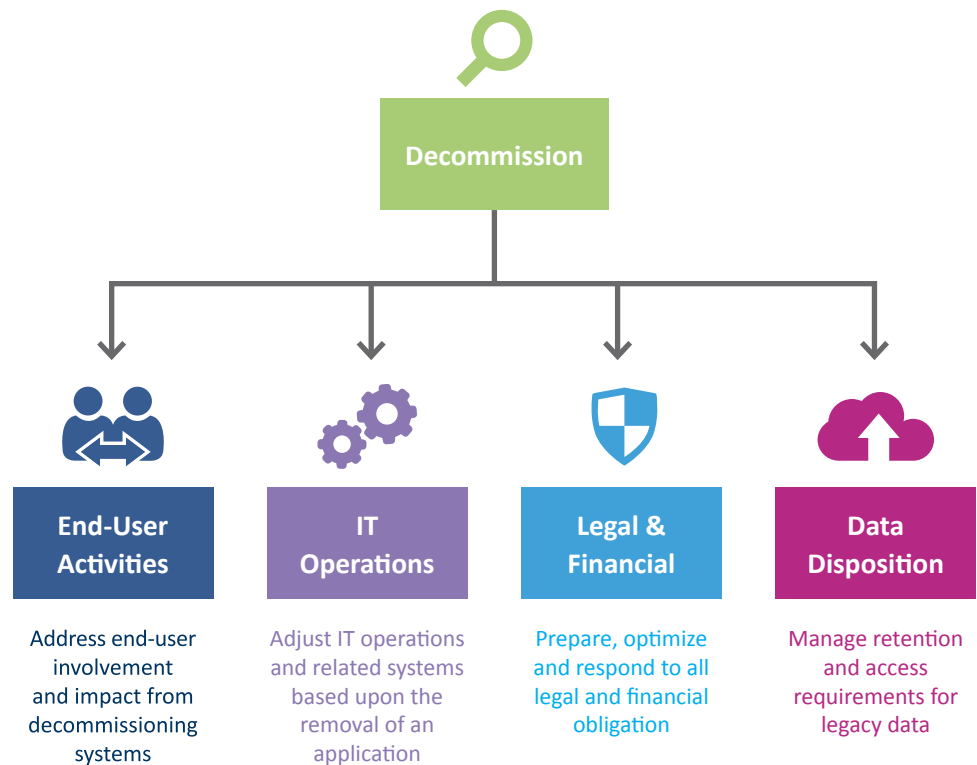 Decommission
End-User
Activities
IT
Operations
Legal &
Financial
Data
Disposition
Address end-user
involvement
and impact from
decommissioning
systems
Adjust IT operations
and related systems
based upon the
removal of an
application
Prepare, optimize
and respond to all
legal and financial
obligation
Manage retention
and access
requirements for
legacy data